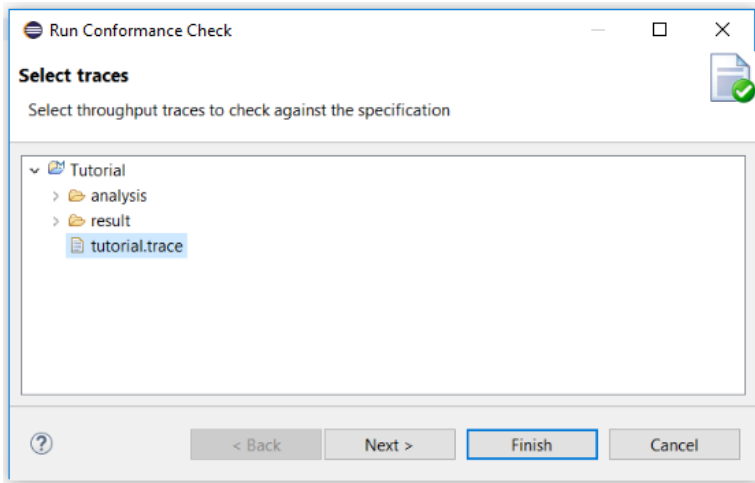 Run Conformance Check
Select traces
Select throughput traces to check against the specification
Tutorial
analysis
result
tutorial.trace
?
< Back Next > Finish Cancel